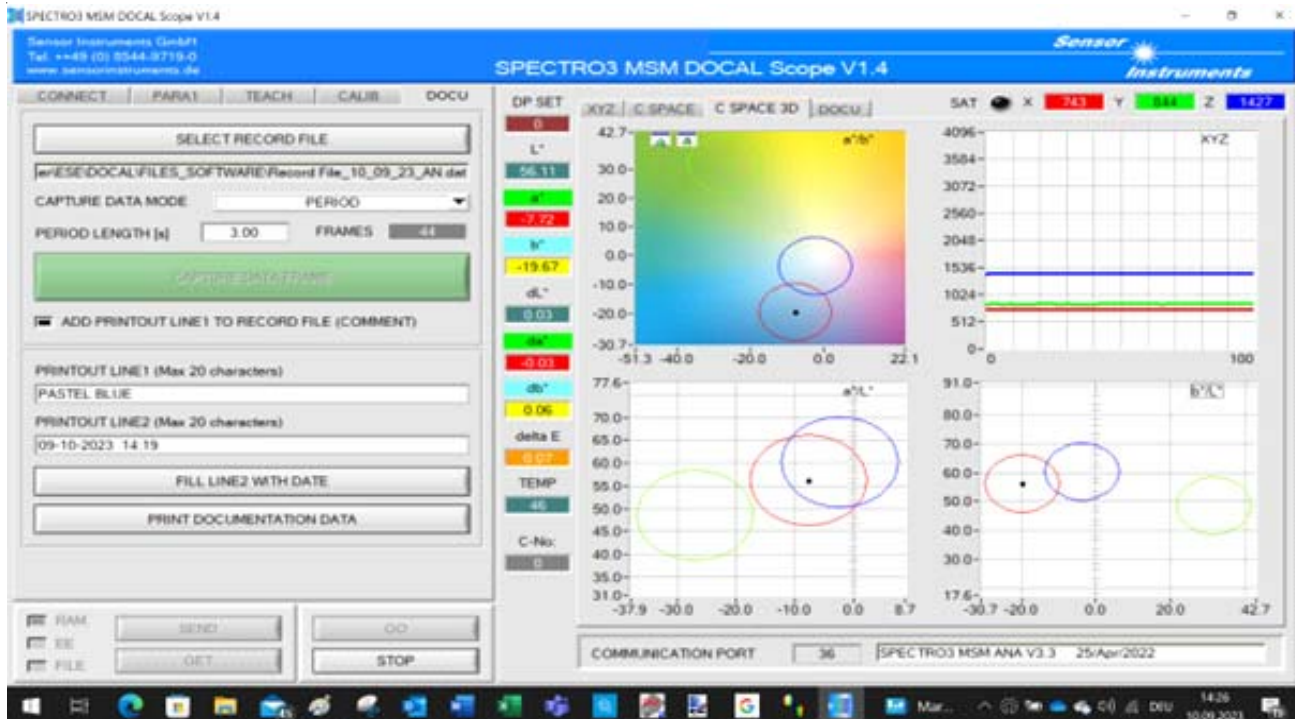 SPECTRO3 MSM DOCAL Scope V1.4
Sensor Instruments GmbH
Tel. ++49 (0) 8544-9719-0
www.sensorinstruments.de
SPECTRO3 MSM DOCAL Scope V1.4
Sensor
Instruments
CONNECT PARA1 TEACH CALIB DOCU
SELECT RECORD FILE
er\ESE\DOCAL\FILES_SOFTWARE\Record File_10_09_23_AN.dat
CAPTURE DATA MODE PERIOD
PERIOD LENGTH [s] 3.00 FRAMES 44
CAPTURE DATA FRAME
ADD PRINTOUT LINE1 TO RECORD FILE (COMMENT)
PRINTOUT LINE1 (Max 20 characters)
PASTEL BLUE
PRINTOUT LINE2 (Max 20 characters)
09-10-2023 14:19
FILL LINE2 WITH DATE
PRINT DOCUMENTATION DATA
RAM
EE
FILE
SEND
GO
GET
STOP
DP SET
0
L*
56.11
a*
-7.72
b*
-19.67
dL*
0.03
da*
-0.03
db*
0.06
delta E
0.07
TEMP
46
C-No:
0
XYZ C SPACE C SPACE 3D DOCU
SAT X 743 Y 844 Z 1427
a*/b*
42.7
30.0
20.0
10.0
0.0
-10.0
-20.0
-30.7
-51.3 -40.0 -20.0 0.0 22.1
XYZ
4096
3584
3072
2560
2048
1536
1024
512
0
0 100
a*/L*
77.6
70.0
65.0
60.0
55.0
50.0
45.0
40.0
35.0
31.0
-37.9 -30.0 -20.0 -10.0 0.0 8.7
b*/L*
91.0
80.0
70.0
60.0
50.0
40.0
30.0
17.6
-30.7 -20.0 0.0 20.0 42.7
COMMUNICATION PORT 36 SPECTRO3 MSM ANA V3.3 25/Apr/2022
Mar...
DEU
14:26
10.09.2023